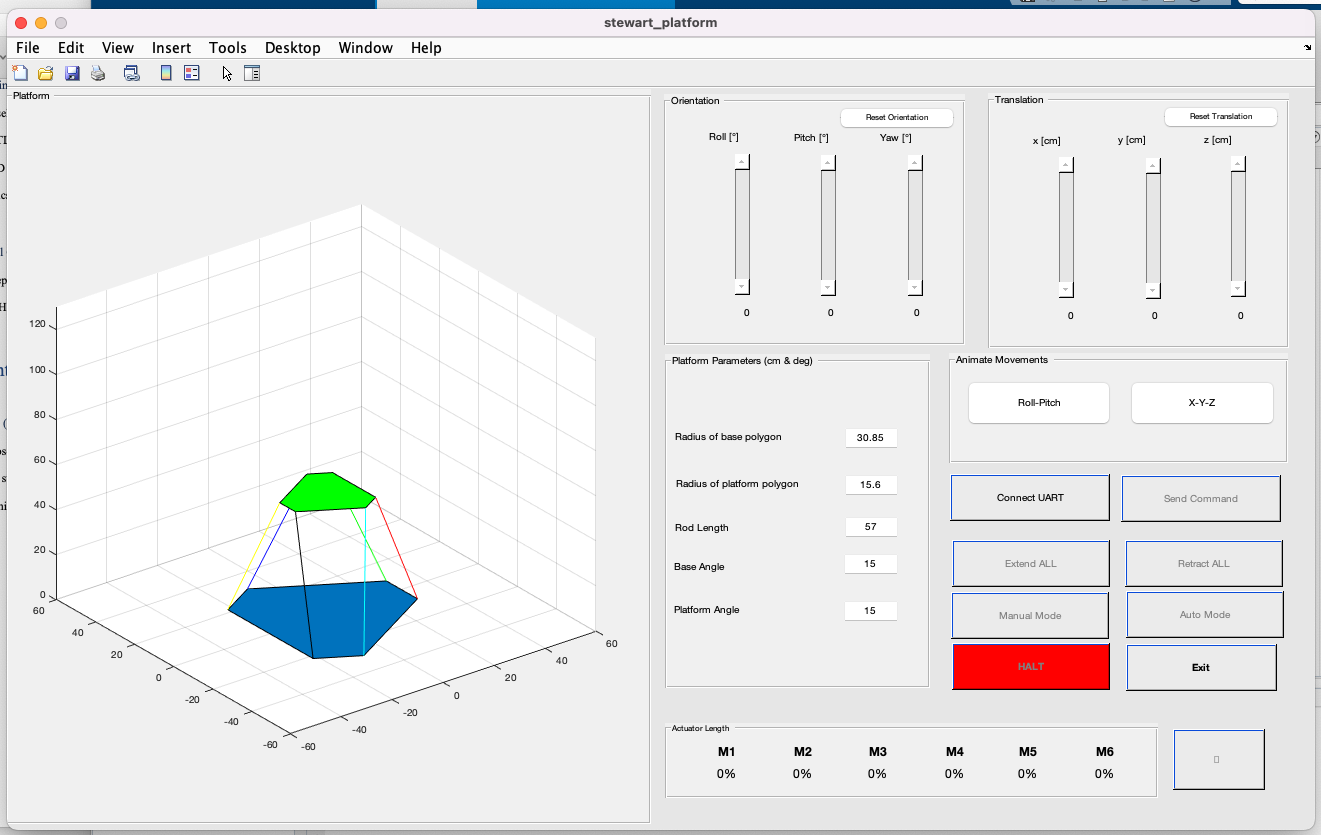 stewart_platform
File Edit View Insert Tools Desktop Window Help
Platform
120
100
80
60
40
20
0
60
40
20
0
-20
-40
-60
-60
-40
-20
0
20
40
60
Orientation
Reset Orientation
Roll [°] Pitch [°] Yaw [°]
0 0 0
Translation
Reset Translation
x [cm] y [cm] z [cm]
0 0 0
Platform Parameters (cm & deg)
Radius of base polygon 30.85
Radius of platform polygon 15.6
Rod Length 57
Base Angle 15
Platform Angle 15
Animate Movements
Roll-Pitch X-Y-Z
Connect UART Send Command
Extend ALL Retract ALL
Manual Mode Auto Mode
HALT Exit
Actuator Length
M1 M2 M3 M4 M5 M6
0% 0% 0% 0% 0% 0%